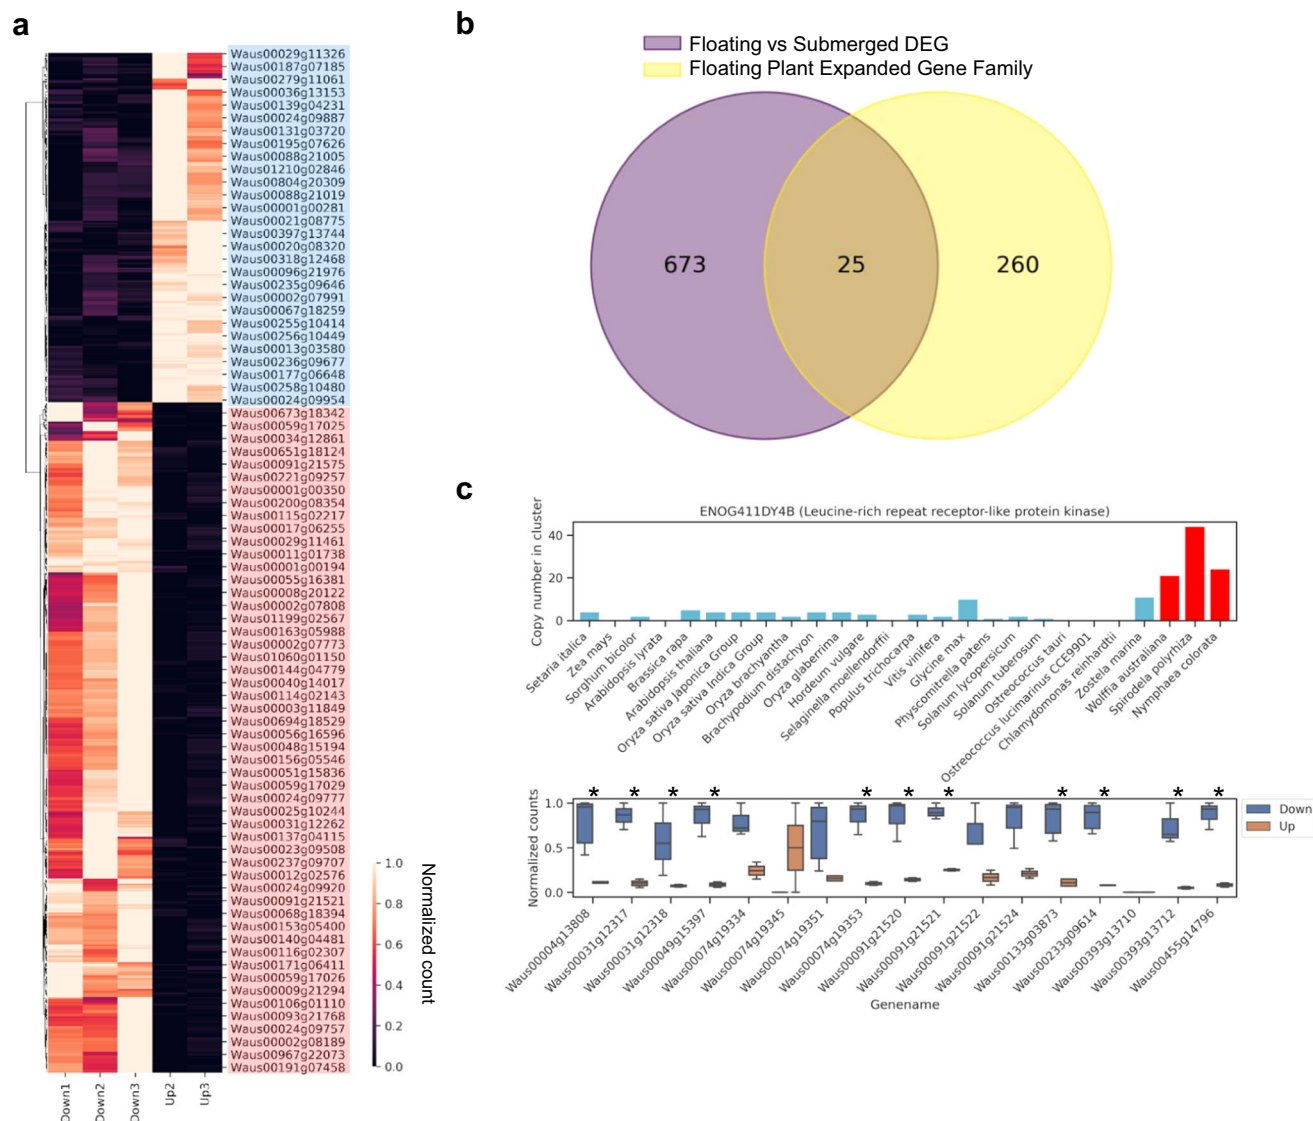 a
Waus00029g11326
Waus00187g07185
Waus00279g11061
Waus00036g13153
Waus00139g04231
Waus00024g09887
Waus00131g03720
Waus00195g07626
Waus00088g21005
Waus01210g02846
Waus00804g20309
Waus00088g21019
Waus00001g00281
Waus00021g08775
Waus00397g13744
Waus00020g08320
Waus00318g12468
Waus00096g21976
Waus00235g09646
Waus00002g07991
Waus00067g18259
Waus00255g10414
Waus00256g10449
Waus00013g03580
Waus00236g09677
Waus00177g06648
Waus00258g10480
Waus00024g09954
Waus00673g18342
Waus00059g17025
Waus00034g12861
Waus00651g18124
Waus00091g21575
Waus00221g09257
Waus00001g00350
Waus00200g08354
Waus00115g02217
Waus00017g06255
Waus00029g11461
Waus00011g01738
Waus00001g00194
Waus00055g16381
Waus00008g20122
Waus00002g07808
Waus01199g02567
Waus00163g05988
Waus00002g07773
Waus01060g01150
Waus00144g04779
Waus00040g14017
Waus00114g02143
Waus00003g11849
Waus00694g18529
Waus00056g16596
Waus00048g15194
Waus00156g05546
Waus00051g15836
Waus00059g17029
Waus00024g09777
Waus00025g10244
Waus00031g12262
Waus00137g04115
Waus00023g09508
Waus00237g09707
Waus00012g02576
Waus00024g09920
Waus00091g21521
Waus00068g18394
Waus00153g05400
Waus00140g04481
Waus00116g02307
Waus00171g06411
Waus00059g17026
Waus00009g21294
Waus00106g01110
Waus00093g21768
Waus00024g09757
Waus00002g08189
Waus00967g22073
Waus00191g07458
Down1
Down2
Down3
Up2
Up3
1.0
0.8
0.6
0.4
0.2
0.0
Normalized count
b
Floating vs Submerged DEG
Floating Plant Expanded Gene Family
673
25
260
c
ENOG411DY4B (Leucine-rich repeat receptor-like protein kinase)
Copy number in cluster
40
20
0
Setaria italica
Zea mays
Sorghum bicolor
Arabidopsis lyrata
Brassica rapa
Arabidopsis thaliana
Oryza sativa Japonica Group
Oryza sativa Indica Group
Oryza brachyantha
Brachypodium distachyon
Oryza glaberrima
Hordeum vulgare
Selaginella moellendorffii
Populus trichocarpa
Vitis vinifera
Glycine max
Physcomitrella patens
Solanum lycopersicum
Solanum tuberosum
Ostreococcus tauri
Ostreococcus lucimarinus CCE9901
Chlamydomonas reinhardtii
Zostela marina
Wolffia australiana
Spirodela polyrhiza
Nymphaea colorata
* * * * * * * * * * *
Normalized counts
1.0
0.5
0.0
Down
Up
Waus00004g13808
Waus00031g12317
Waus00031g12318
Waus00049g15397
Waus00074g19334
Waus00074g19345
Waus00074g19351
Waus00074g19353
Waus00091g21520
Waus00091g21521
Waus00091g21522
Waus00091g21524
Waus00133g03873
Waus00233g09614
Waus00393g13710
Waus00393g13712
Waus00455g14796
Genename